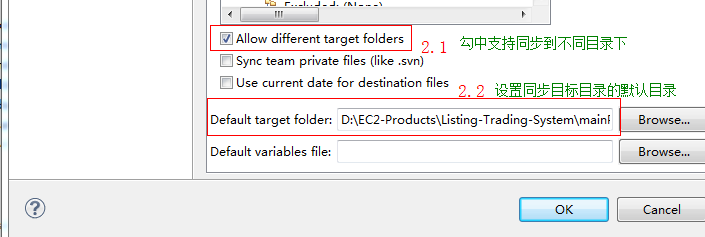 Excluded: (None)
Allow different target folders
2.1 勾中支持同步到不同目录下
Sync team private files (like .svn)
Use current date for destination files
2.2 设置同步目标目录的默认目录
Default target folder: D:\EC2-Products\Listing-Trading-System\mainP Browse...
Default variables file: Browse...
OK Cancel